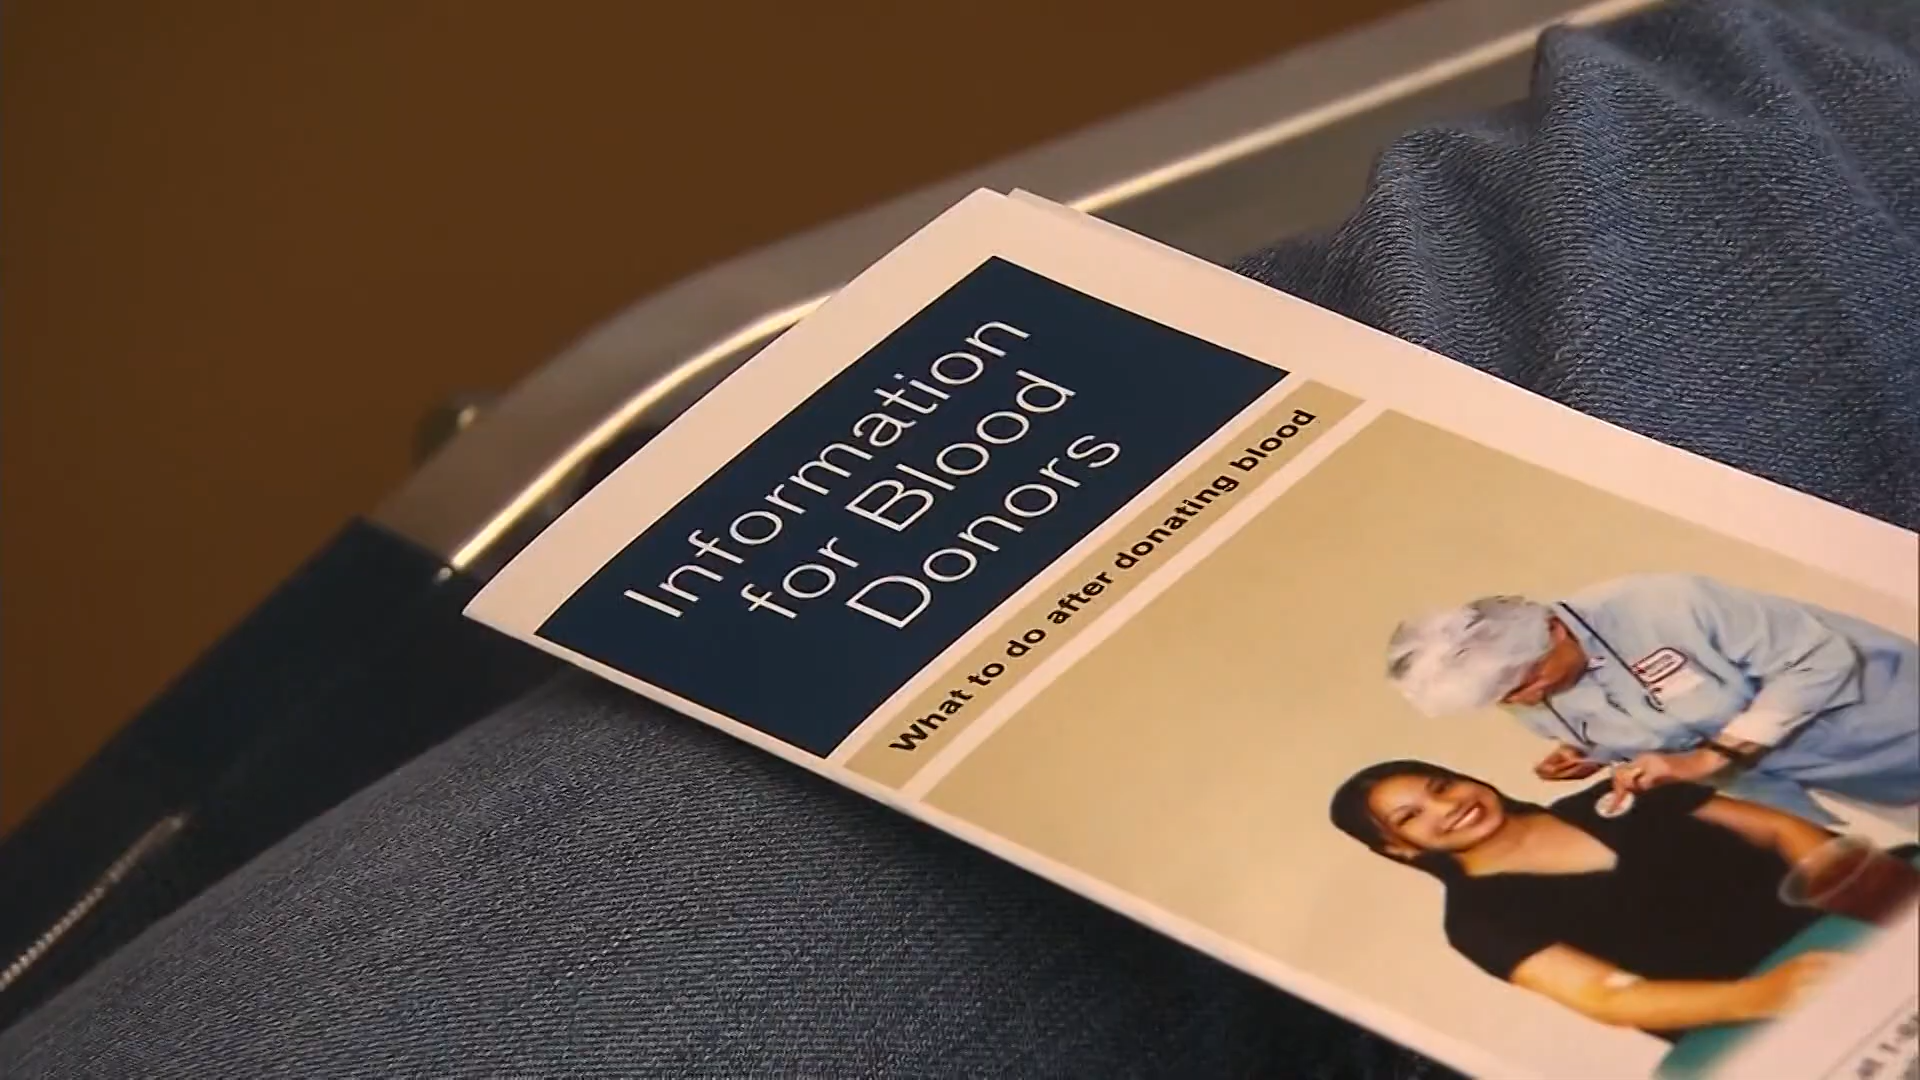 Information
for Blood
Donors
What to do after donating blood